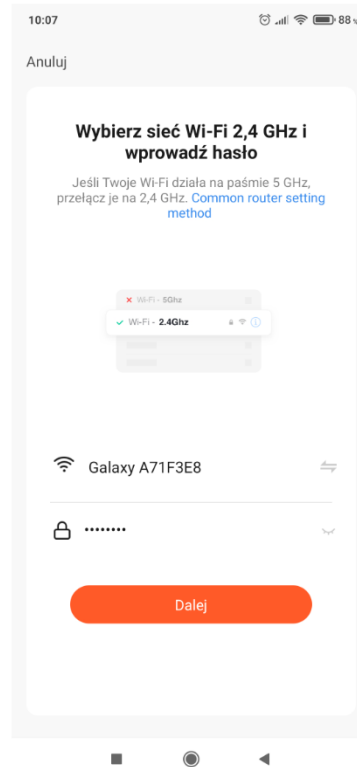 10:07
88
Anuluj
Wybierz sieć Wi-Fi 2,4 GHz i
wprowadź hasło
Jeśli Twoje Wi-Fi działa na paśmie 5 GHz,
przełącz je na 2,4 GHz. Common router setting
method
Wi-Fi - 5Ghz
Wi-Fi - 2.4Ghz
Galaxy A71F3E8
••••••••
Dalej